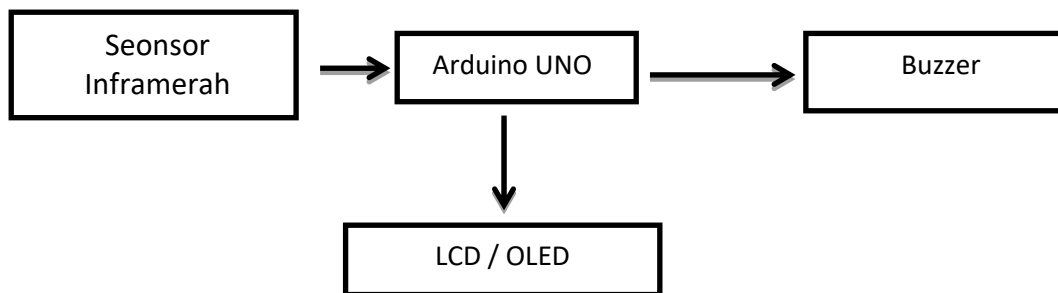 Seonsor
Inframerah
Arduino UNO
Buzzer
LCD / OLED